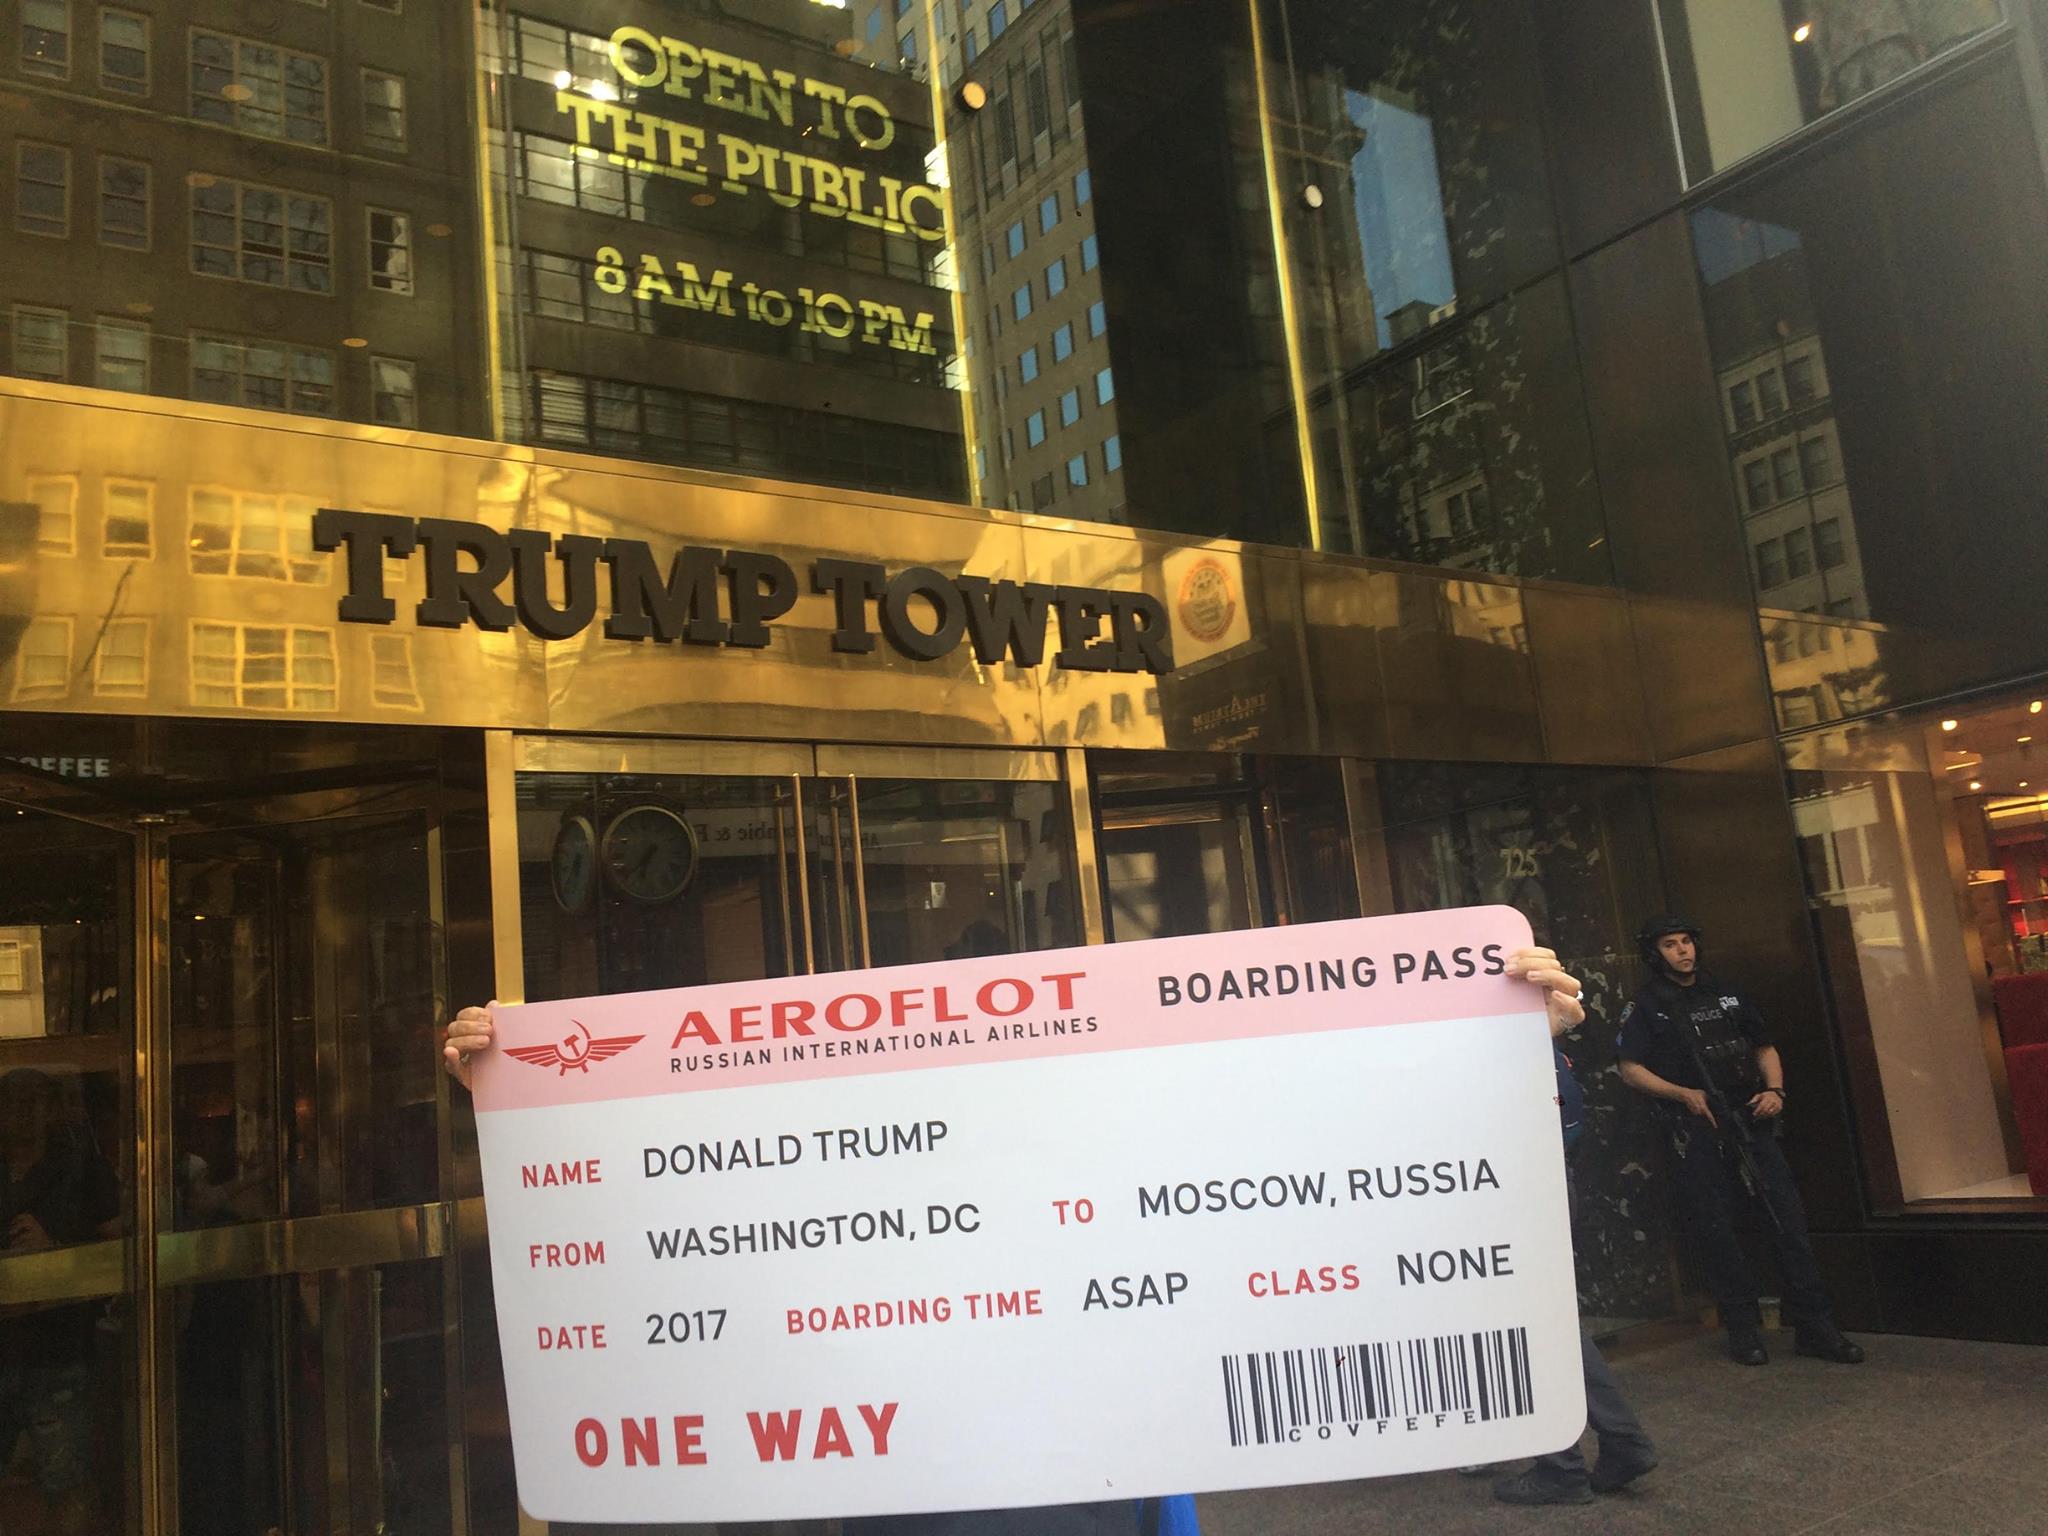 OPEN TO
THE PUBLIC
8 AM to 10 PM
TRUMP TOWER
OFFEE
725
AEROFLOT
RUSSIAN INTERNATIONAL AIRLINES
BOARDING PASS
POLICE
NAME DONALD TRUMP
FROM WASHINGTON, DC TO MOSCOW, RUSSIA
DATE 2017 BOARDING TIME ASAP CLASS NONE
ONE WAY
COVFEFE